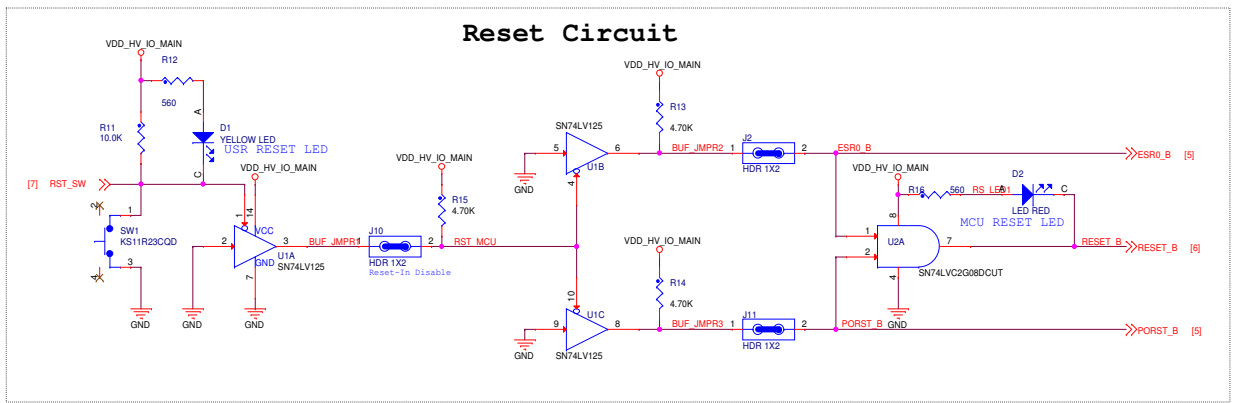 Reset Circuit
VDD_HV_IO_MAIN
R12
560
A
R11
10.0K
D1
YELLOW LED
USR RESET LED
C
[7] RST_SW
VDD_HV_IO_MAIN
2
1
SW1
KS11R23CQD
3
4
GND
1
14
VCC
2
3
GND
U1A
SN74LV125
7
GND
GND
BUF_JMPR1
1
J10
2
HDR 1X2
Reset-In Disable
VDD_HV_IO_MAIN
R15
4.70K
RST_MCU
SN74LV125
5
6
U1B
4
GND
VDD_HV_IO_MAIN
R13
4.70K
BUF_JMPR2
1
J2
2
HDR 1X2
ESR0_B
ESR0_B [5]
VDD_HV_IO_MAIN
R16
560
RS_LED1
A
D2
C
LED RED
MCU RESET LED
8
1
2
U2A
7
RESET_B
RESET_B [6]
SN74LVC2G08DCUT
4
GND
VDD_HV_IO_MAIN
R14
4.70K
10
U1C
9
8
GND
SN74LV125
BUF_JMPR3
1
J11
2
HDR 1X2
PORST_B
PORST_B [5]